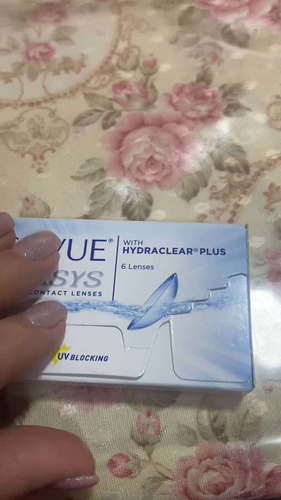 VUE® WITH
HYDRACLEAR® PLUS
SYS 6 Lenses
CONTACT LENSES
UV BLOCKING